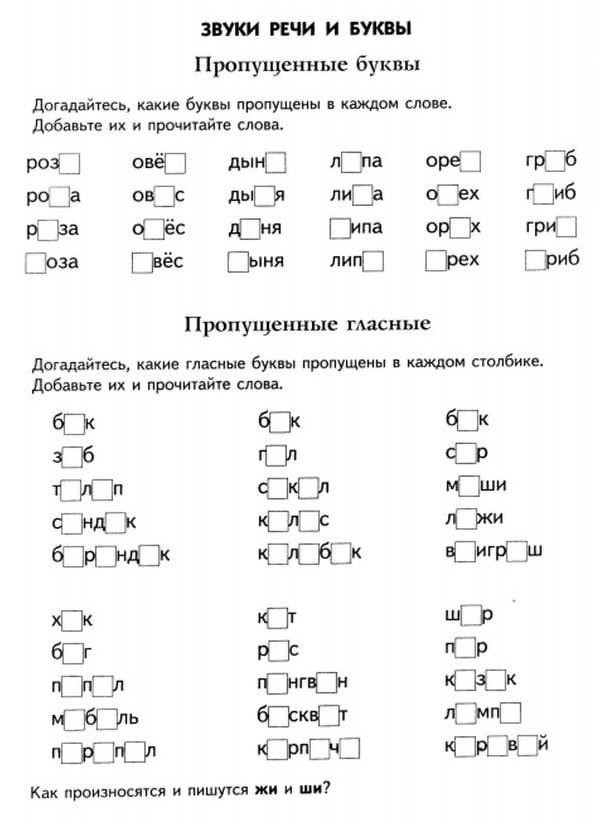 ЗВУКИ РЕЧИ И БУКВЫ
Пропущенные буквы
Догадайтесь, какие буквы пропущены в каждом слове.
Добавьте их и прочитайте слова.
роз□ овё□ дын□ л□па оре□ гр□б
ро□а ов□с ды□я ли□а о□ех г□иб
р□за о□ёс д□ня □ипа ор□х гри□
□оза □вёс □ыня лип□ □рех □риб
Пропущенные гласные
Догадайтесь, какие гласные буквы пропущены в каждом столбике.
Добавьте их и прочитайте слова.
б□к б□к б□к
з□б г□л с□р
т□л□п с□к□л м□ши
с□нд□к к□л□с л□жи
б□р□нд□к к□л□б□к в□игр□ш
х□к к□т ш□р
б□г р□с п□р
п□п□л п□нгв□н к□з□к
м□б□ль б□скв□т л□мп□
п□р□п□л к□рп□ч□ к□р□в□й
Как произносятся и пишутся жи и ши?